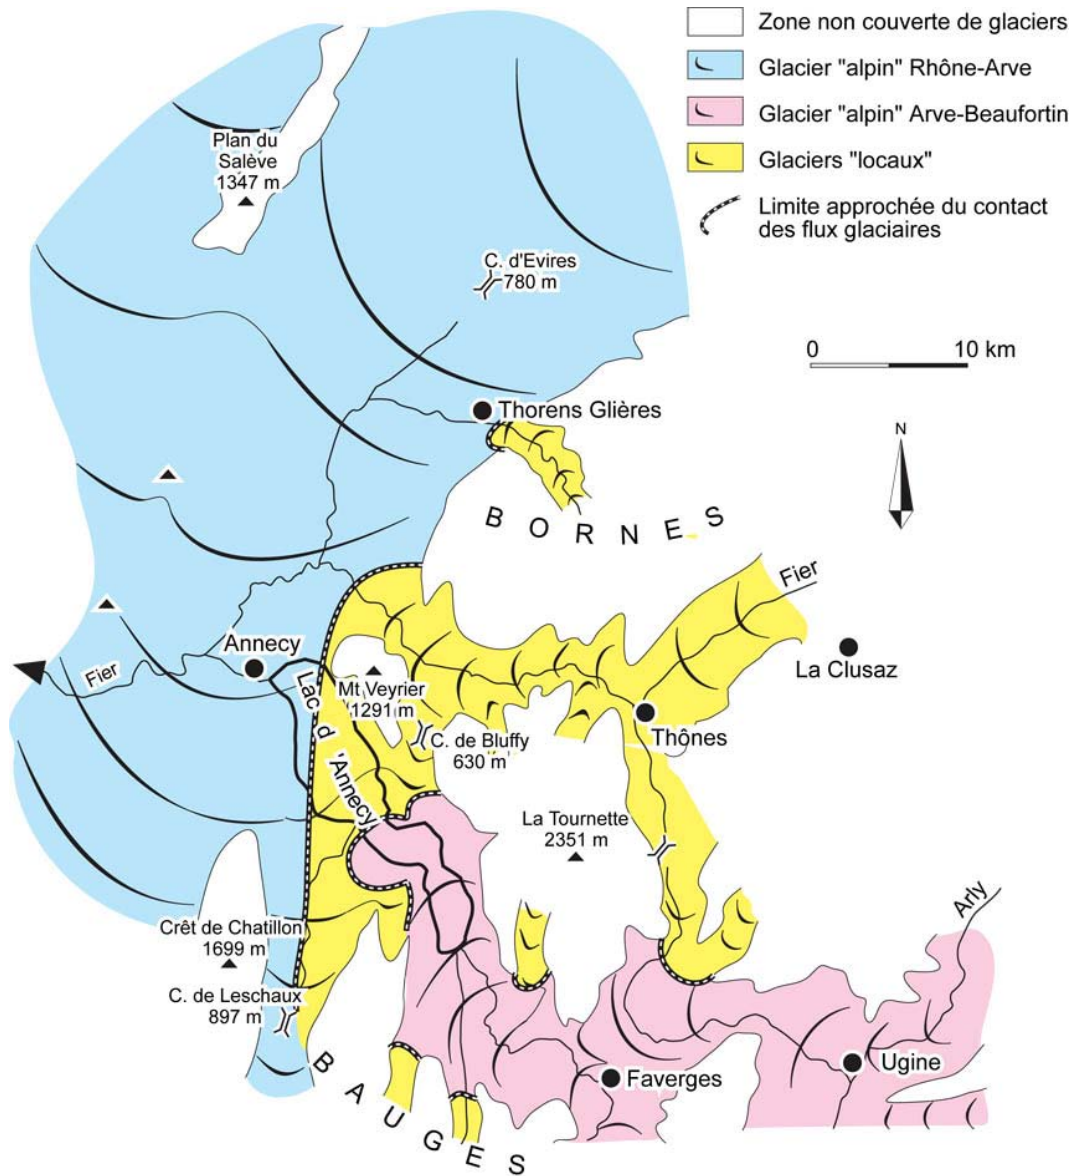 Zone non couverte de glaciers
Glacier "alpin" Rhône-Arve
Glacier "alpin" Arve-Beaufortin
Glaciers "locaux"
Limite approchée du contact
des flux glaciaires
Plan du
Salève
1347 m
C. d'Evires
780 m
0 10 km
N
Thorens Glières
BORNES
Fier
Annecy
La Clusaz
Fier
Lac d'Annecy
Mt Veyrier
1291 m
C. de Bluffy
630 m
Thônes
La Tournette
2351 m
Arly
Crêt de Chatillon
1699 m
C. de Leschaux
897 m
Ugine
Faverges
BAUGES